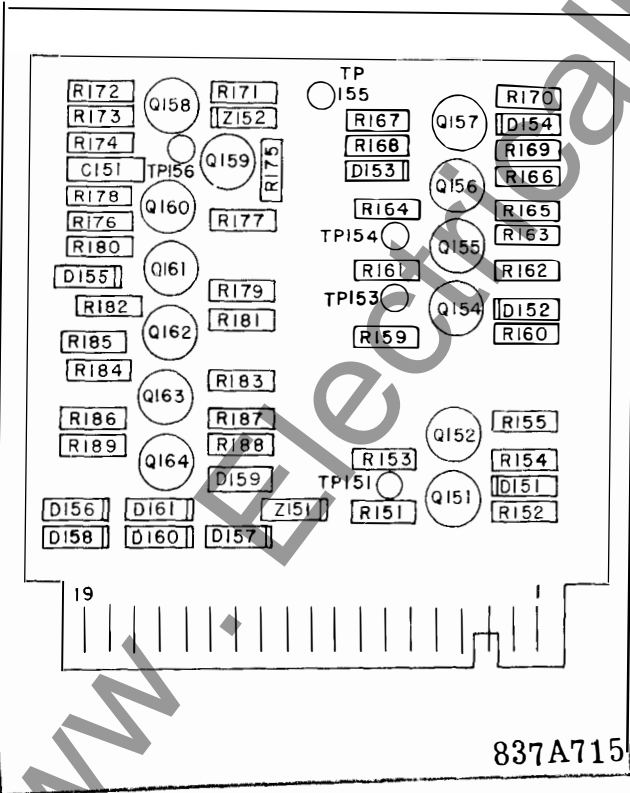 TP
R172 R171 155 R170
Q158
R173 Z152 R167 Q157 D154
R174 R168 R169
Q159 R175
C151 TP156 D153 R166
R178 Q156
Q160 R164 R165
R176 R177
TP154 R163
R180 Q155
D155 Q161 R161 R162
R179
R182 TP153
Q154 D152
R181
R185 Q162 R159 R160
R184
R183
Q163
R186 R187 R155
Q152
R189 R188
Q164 R153 R154
D159 TP151 D151
Q151
D156 D161 Z151 R151 R152
D158 D160 D157
19 1
837A715
www. Electrical